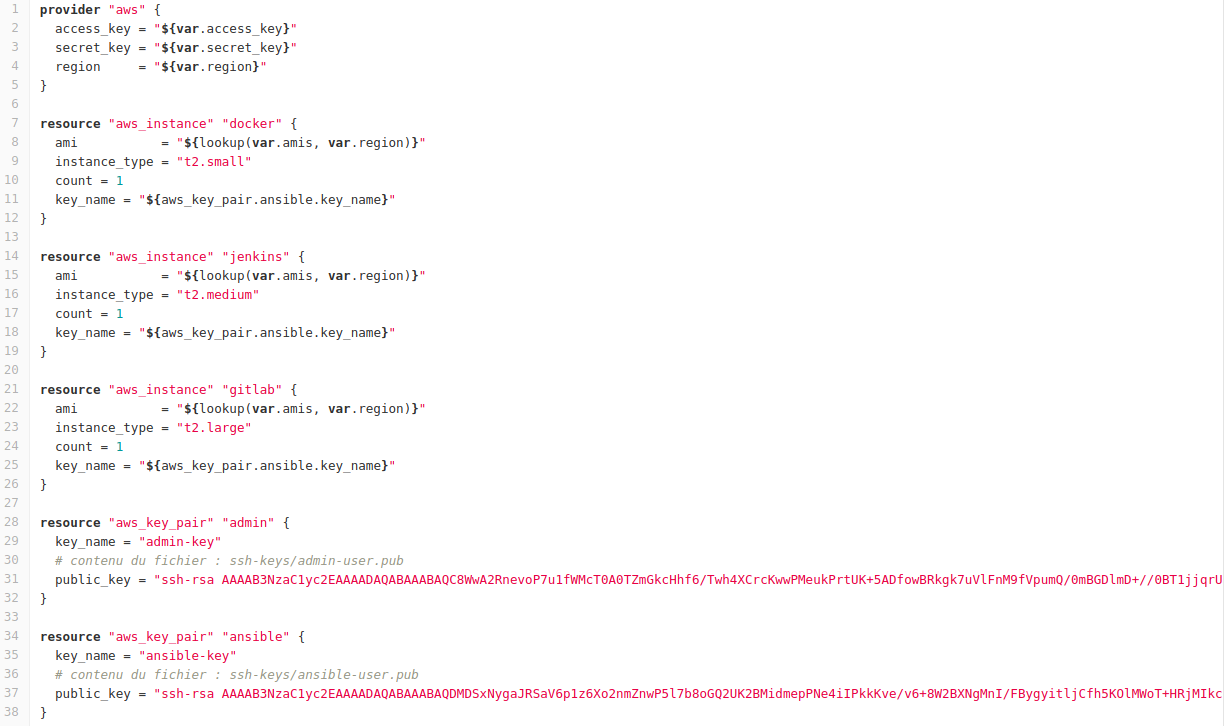 1 provider "aws" {
2   access_key = "${var.access_key}"
3   secret_key = "${var.secret_key}"
4   region     = "${var.region}"
5 }
6
7 resource "aws_instance" "docker" {
8   ami           = "${lookup(var.amis, var.region)}"
9   instance_type = "t2.small"
10   count = 1
11   key_name = "${aws_key_pair.ansible.key_name}"
12 }
13
14 resource "aws_instance" "jenkins" {
15   ami           = "${lookup(var.amis, var.region)}"
16   instance_type = "t2.medium"
17   count = 1
18   key_name = "${aws_key_pair.ansible.key_name}"
19 }
20
21 resource "aws_instance" "gitlab" {
22   ami           = "${lookup(var.amis, var.region)}"
23   instance_type = "t2.large"
24   count = 1
25   key_name = "${aws_key_pair.ansible.key_name}"
26 }
27
28 resource "aws_key_pair" "admin" {
29   key_name = "admin-key"
30   # contenu du fichier : ssh-keys/admin-user.pub
31   public_key = "ssh-rsa AAAAB3NzaC1yc2EAAAADAQABAAABAQC8WwA2RnevoP7u1fWMcT0A0TZmGkcHhf6/Twh4XCrcKwwPMeukPrtUK+5ADfowBRkgk7uVlFnM9fVpumQ/0mBGDlmD+//0BT1jjqrU
32 }
33
34 resource "aws_key_pair" "ansible" {
35   key_name = "ansible-key"
36   # contenu du fichier : ssh-keys/ansible-user.pub
37   public_key = "ssh-rsa AAAAB3NzaC1yc2EAAAADAQABAAABAQDMDSxNygaJRSaV6p1z6Xo2nmZnwP5l7b8oGQ2UK2BMidmepPNe4iIPkkKve/v6+8W2BXNgMnI/FBygyitljCfh5KOlMWoT+HRjMIkc
38 }